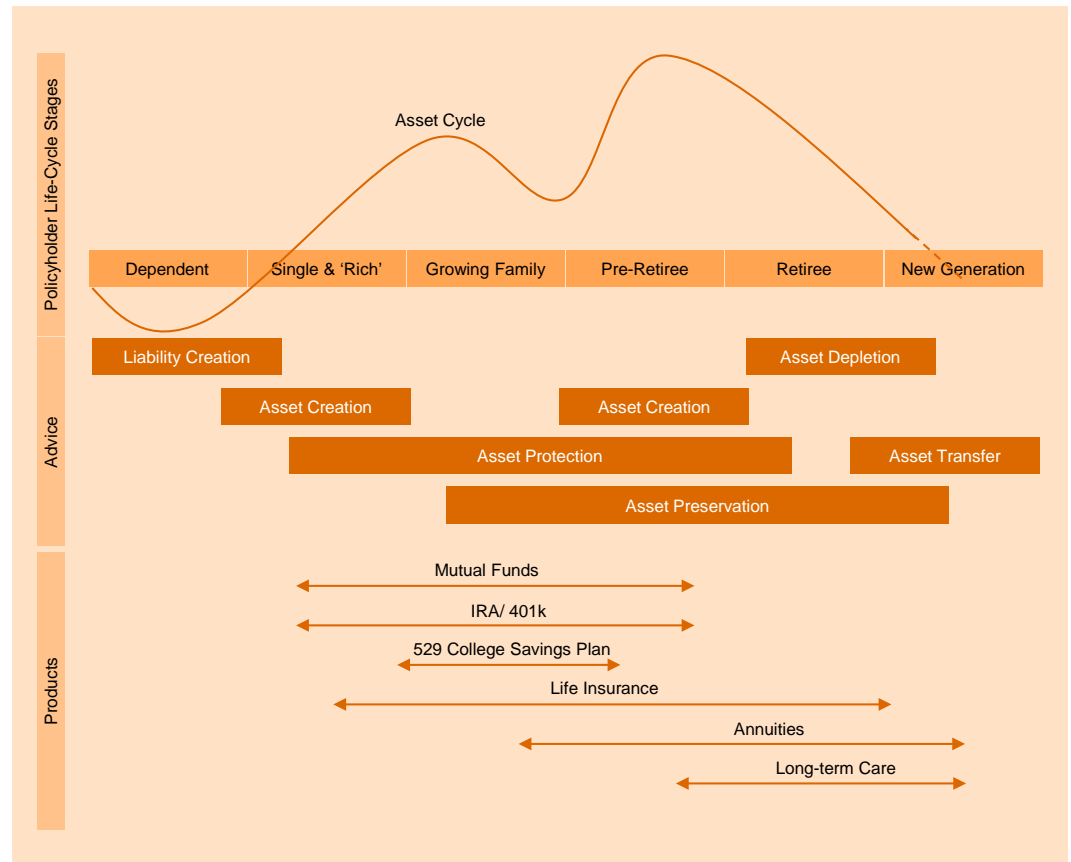 Policyholder Life-Cycle Stages
Asset Cycle
Dependent
Single & ‘Rich’
Growing Family
Pre-Retiree
Retiree
New Generation
Advice
Liability Creation
Asset Depletion
Asset Creation
Asset Creation
Asset Protection
Asset Transfer
Asset Preservation
Products
Mutual Funds
IRA/ 401k
529 College Savings Plan
Life Insurance
Annuities
Long-term Care